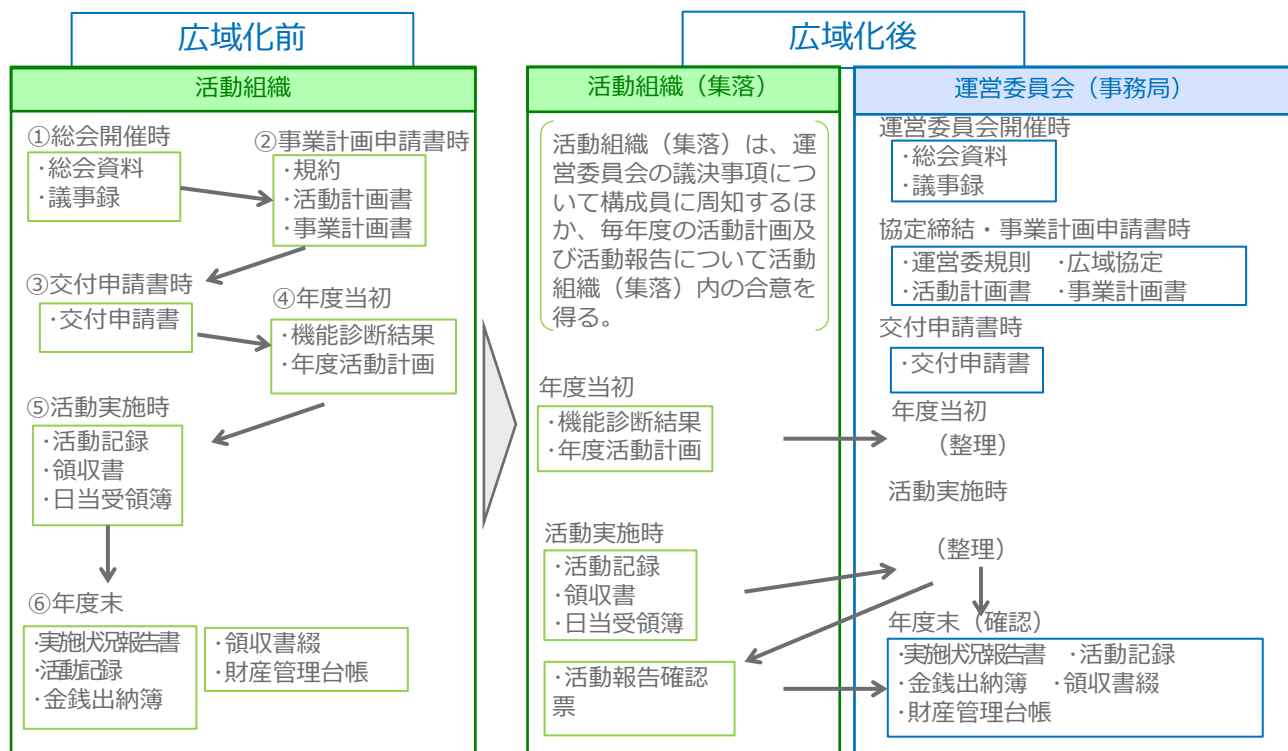 広域化前
活動組織
①総会開催時
・総会資料
・議事録
②事業計画申請書時
・規約
・活動計画書
・事業計画書
③交付申請書時
・交付申請書
④年度当初
・機能診断結果
・年度活動計画
⑤活動実施時
・活動記録
・領収書
・日当受領簿
⑥年度末
・実施状況報告書
・活動記録
・金銭出納簿
・領収書綴
・財産管理台帳
広域化後
活動組織（集落）
活動組織（集落）は、運
営委員会の議決事項につ
いて構成員に周知するほ
か、毎年度の活動計画及
び活動報告について活動
組織（集落）内の合意を
得る。
年度当初
・機能診断結果
・年度活動計画
活動実施時
・活動記録
・領収書
・日当受領簿
・活動報告確認
票
運営委員会（事務局）
運営委員会開催時
・総会資料
・議事録
協定締結・事業計画申請書時
・運営委規則　・広域協定
・活動計画書　・事業計画書
交付申請書時
・交付申請書
年度当初
（整理）
活動実施時
（整理）
年度末（確認）
・実施状況報告書　・活動記録
・金銭出納簿　・領収書綴
・財産管理台帳